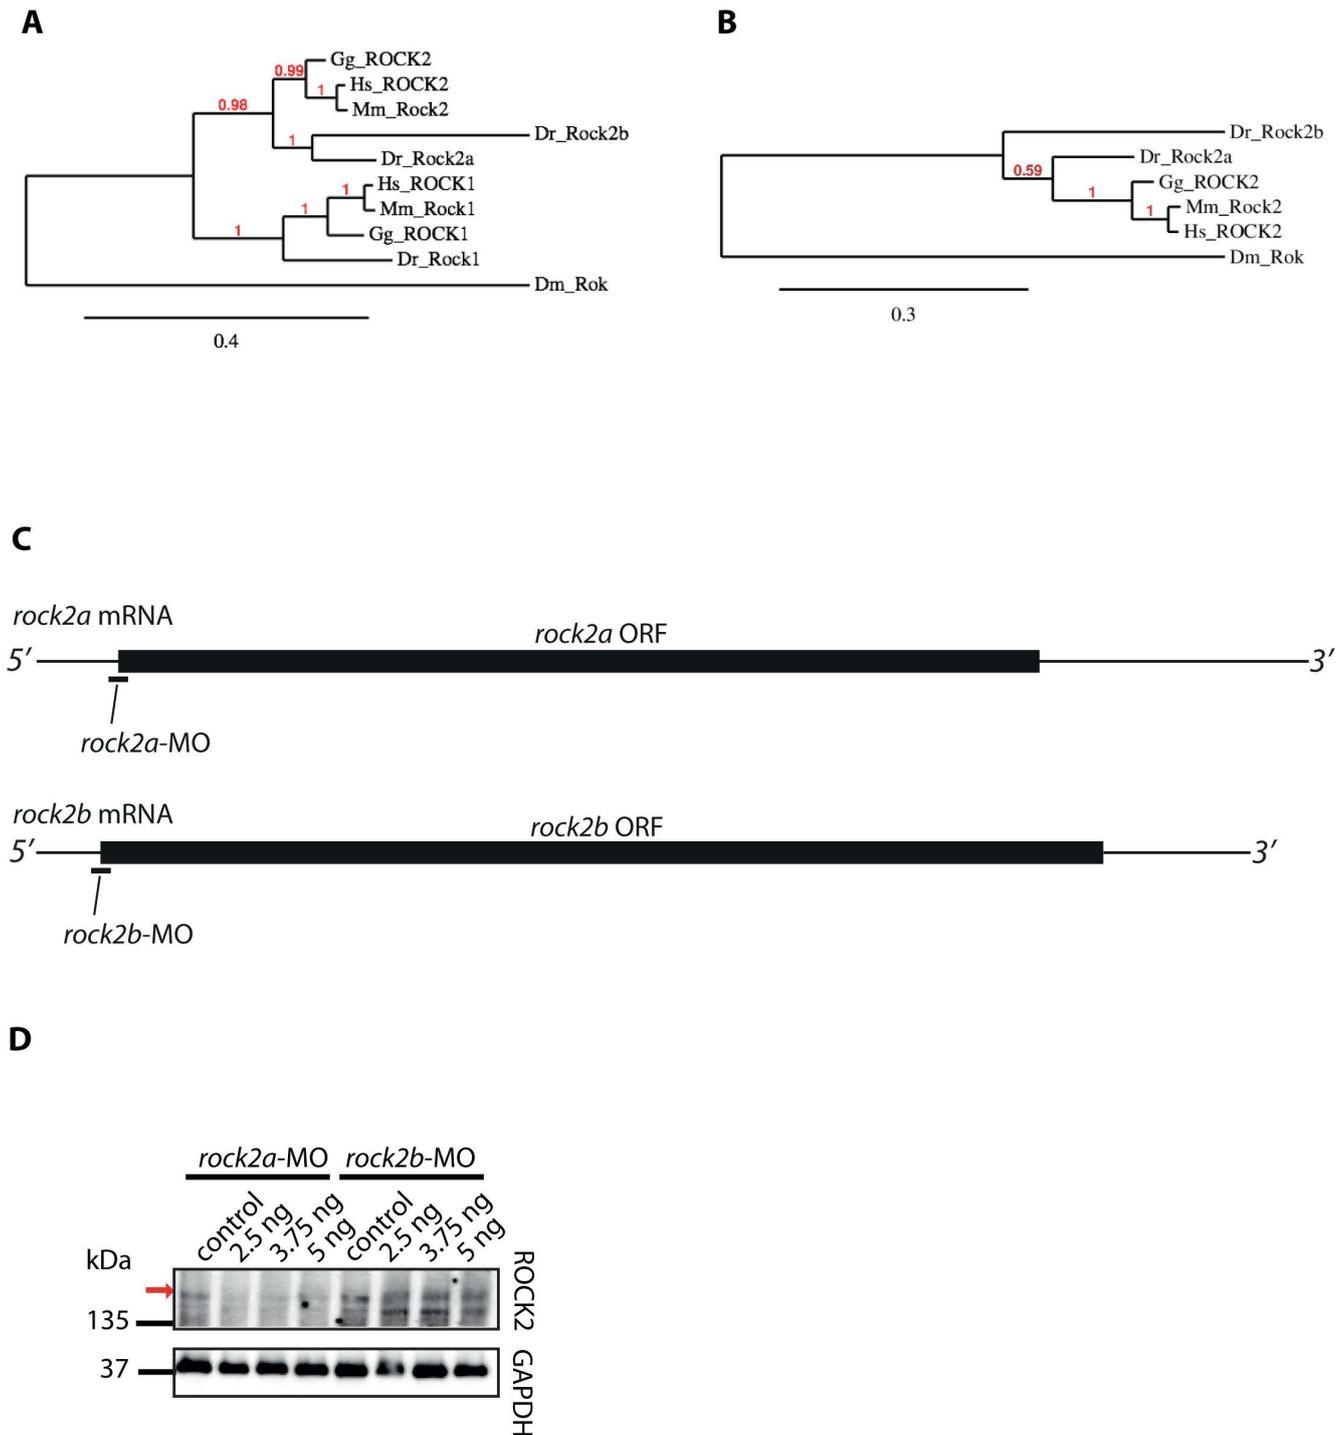 A
Gg_ROCK2
0.99
Hs_ROCK2
1
Mm_Rock2
0.98
Dr_Rock2b
1
Dr_Rock2a
Hs_ROCK1
1
Mm_Rock1
1
Gg_ROCK1
1
Dr_Rock1
Dm_Rok
0.4
B
Dr_Rock2b
Dr_Rock2a
0.59
Gg_ROCK2
1
Mm_Rock2
1
Hs_ROCK2
Dm_Rok
0.3
C
rock2a mRNA
rock2a ORF
5′ 3′
rock2a-MO
rock2b mRNA
rock2b ORF
5′ 3′
rock2b-MO
D
rock2a-MO rock2b-MO
control 2.5 ng 3.75 ng 5 ng control 2.5 ng 3.75 ng 5 ng
kDa
135
ROCK2
37
GAPDH